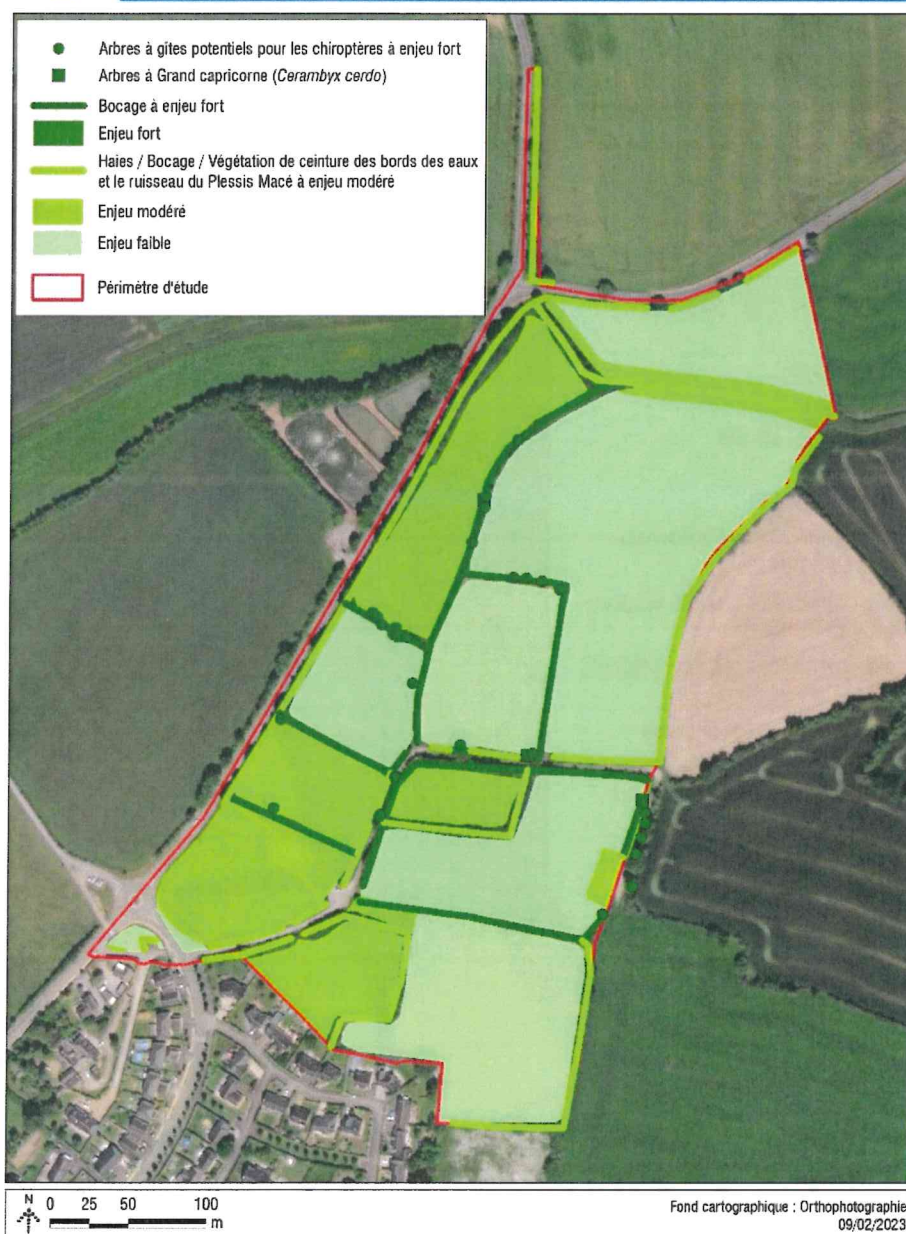 Arbres à gîtes potentiels pour les chiroptères à enjeu fort
Arbres à Grand capricorne (Cerambyx cerdo)
Bocage à enjeu fort
Enjeu fort
Haies / Bocage / Végétation de ceinture des bords des eaux
et le ruisseau du Plessis Macé à enjeu modéré
Enjeu modéré
Enjeu faible
Périmètre d'étude
N
0 25 50 100
m
Fond cartographique : Orthophotographie
09/02/2023